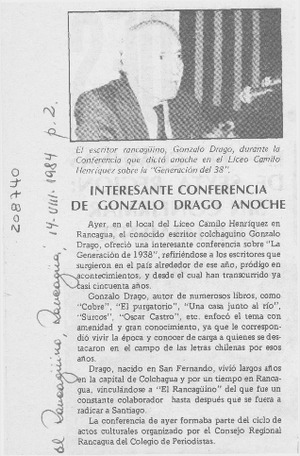 El escritor rancagüino, Gonzalo Drago, durante la
Conferencia que dictó anoche en el Liceo Camilo
Henríquez sobre la "Generación del 38".
INTERESANTE CONFERENCIA
DE GONZALO DRAGO ANOCHE
Ayer, en el local del Liceo Camilo Henríquez en
Rancagua, el conocido escritor colchaguino Gonzalo
Drago, ofreció una interesante conferencia sobre "La
Generación de 1938", refiriéndose a los escritores que
surgieron en el país alrededor de ese año, pródigo en
acontecimientos, y desde el cual han transcurrido ya
casi cincuenta años.
Gonzalo Drago, autor de numerosos libros, como
"Cobre", "El purgatorio", "Una casa junto al río",
"Surcos", "Oscar Castro", etc. enfocó el tema con
amenidad y gran conocimiento, ya que le correspon-
dió vivir la época y conocer de carga a quienes se des-
tacaron en el campo de las letras chilenas por esos
años.
Drago, nacido en San Fernando, vivió largos años
en la capital de Colchagua y por un tiempo en Ranca-
gua, vinculándose a "El Rancagüino" del que fue un
constante colaborador hasta después que se fuera a
radicar a Santiago.
La conferencia de ayer formaba parte del ciclo de
actos culturales organizado por el Consejo Regional
Rancagua del Colegio de Periodistas.
208740
el Rancagüino, Rancagua, 14-VIII-1984 p. 2.